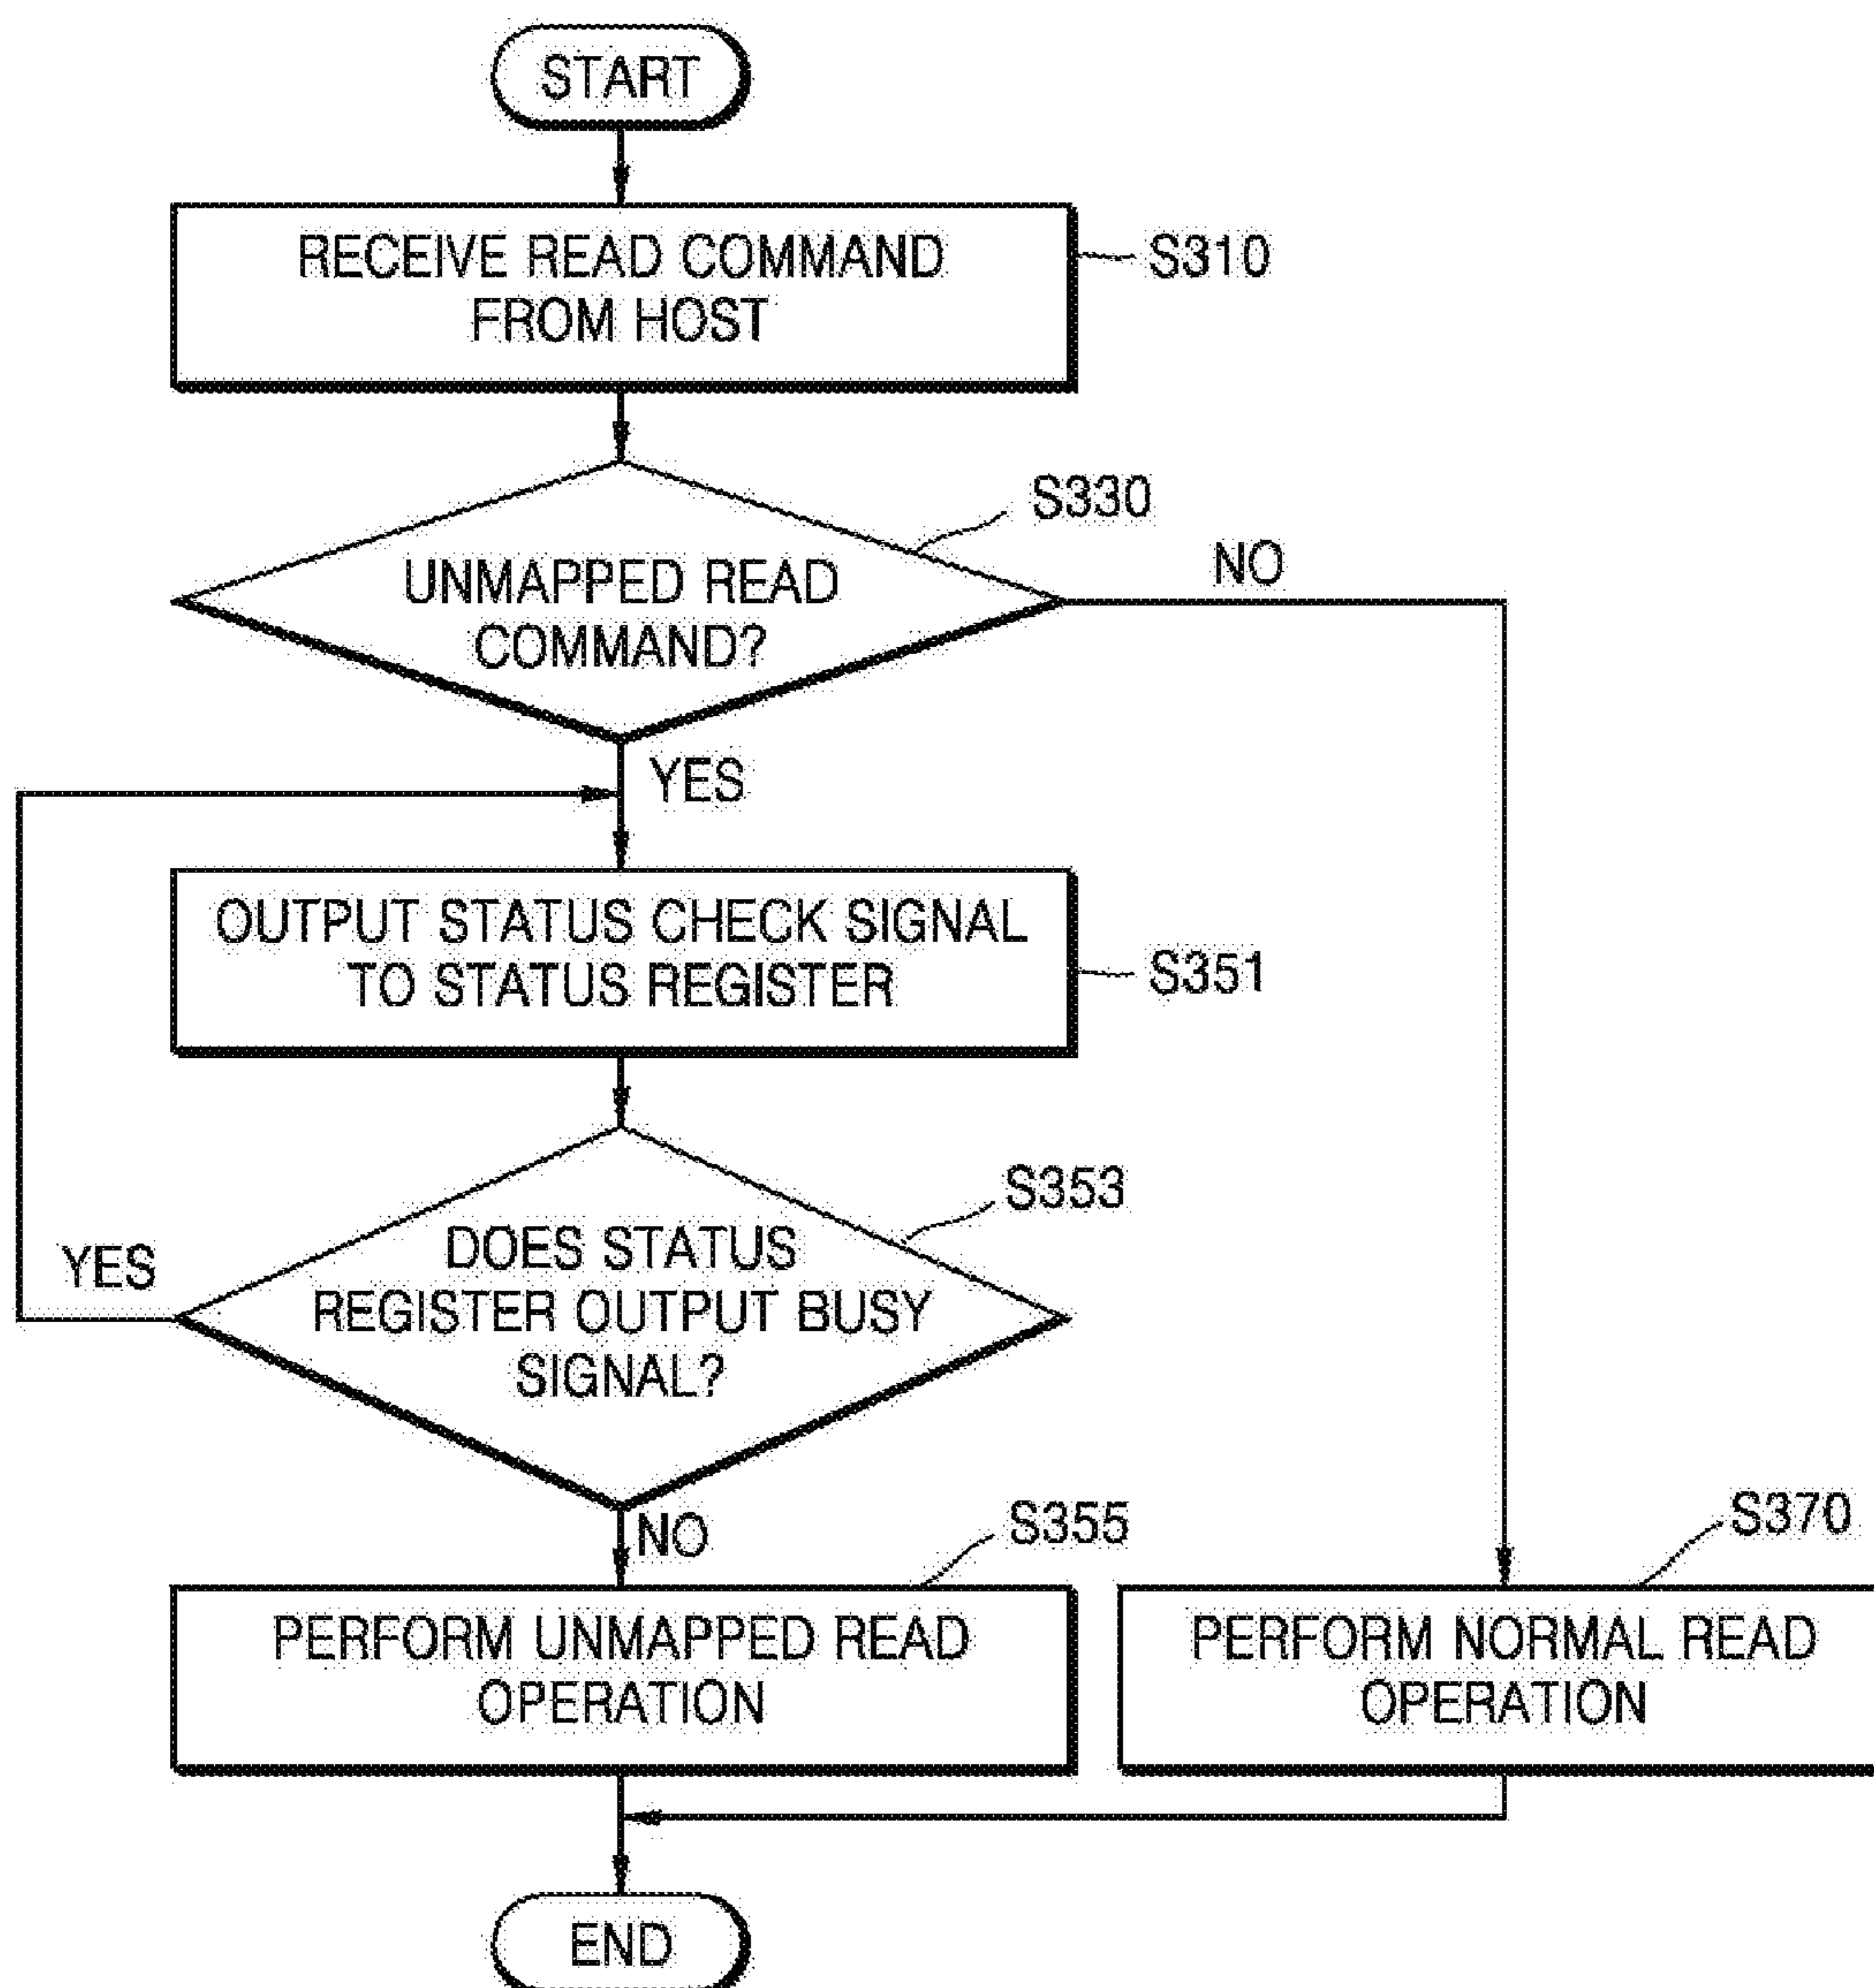 START
RECEIVE READ COMMAND
FROM HOST
S310
S330
UNMAPPED READ
COMMAND?
NO
YES
OUTPUT STATUS CHECK SIGNAL
TO STATUS REGISTER
S351
S353
DOES STATUS
REGISTER OUTPUT BUSY
SIGNAL?
YES
NO
S355
S370
PERFORM UNMAPPED READ
OPERATION
PERFORM NORMAL READ
OPERATION
END